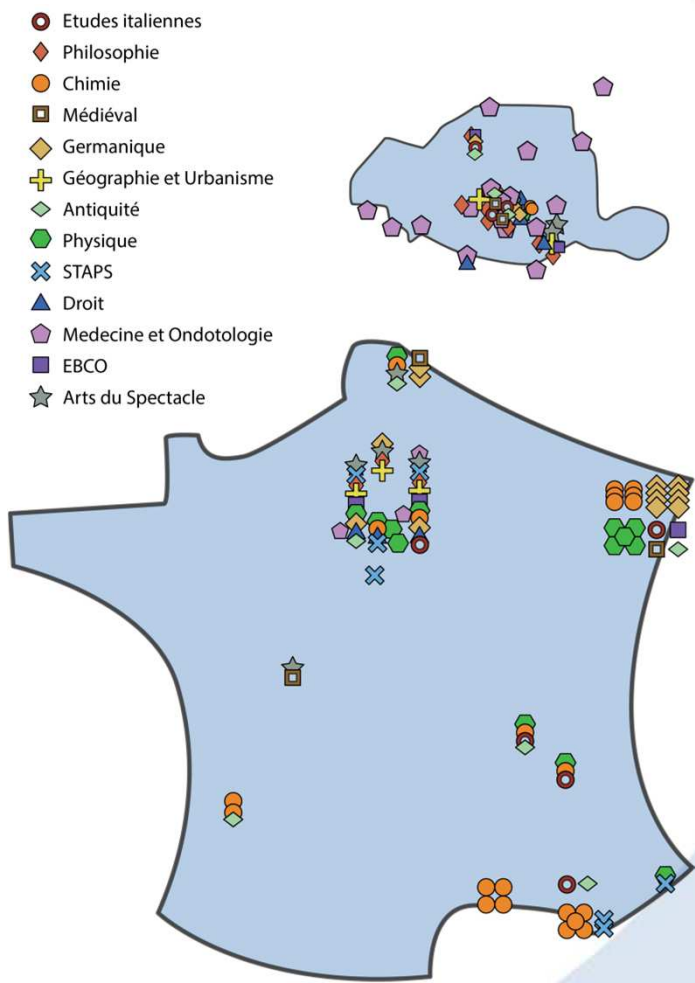 Etudes italiennes
Philosophie
Chimie
Médiéval
Germanique
Géographie et Urbanisme
Antiquité
Physique
STAPS
Droit
Medecine et Ondotologie
EBCO
Arts du Spectacle